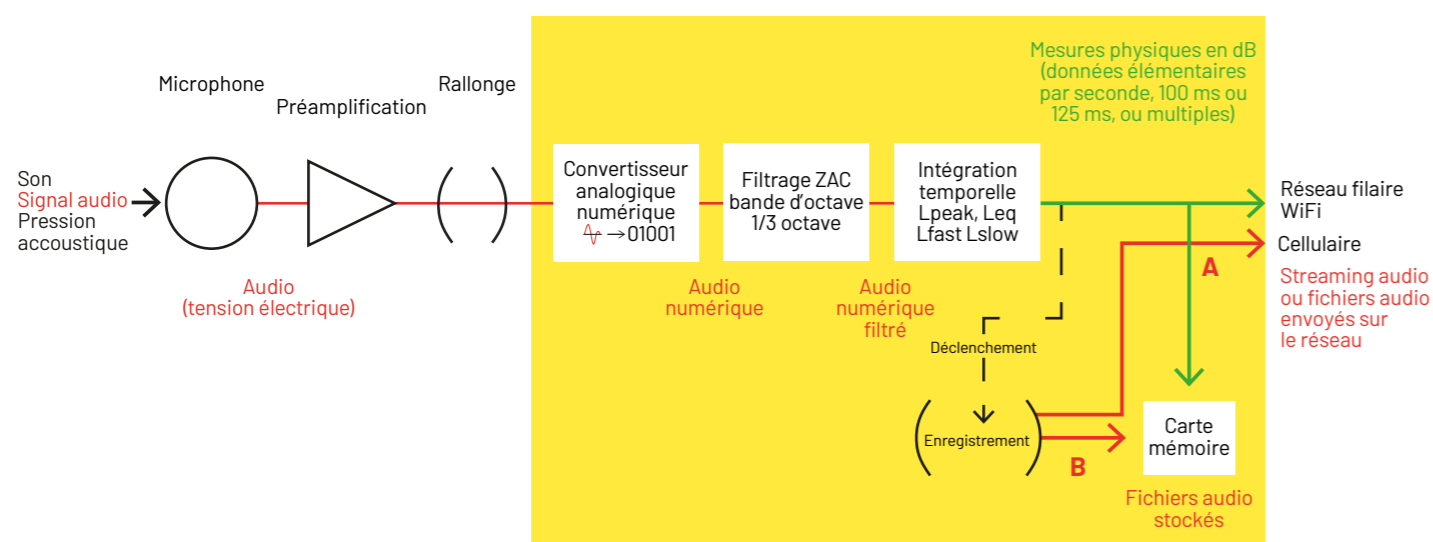 Microphone
Préamplification
Rallonge
Son
Signal audio
Pression
accoustique
Audio
(tension électrique)
Convertisseur
analogique
numérique
→01001
Audio
numérique
Filtrage ZAC
bande d'octave
1/3 octave
Audio
numérique
filtré
Intégration
temporelle
Lpeak, Leq
Lfast Lslow
Mesures physiques en dB
(données élémentaires
par seconde, 100 ms ou
125 ms, ou multiples)
Déclenchement
Enregistrement
A
B
Carte
mémoire
Fichiers audio
stockés
Réseau filaire
WiFi
Cellulaire
Streaming audio
ou fichiers audio
envoyés sur
le réseau